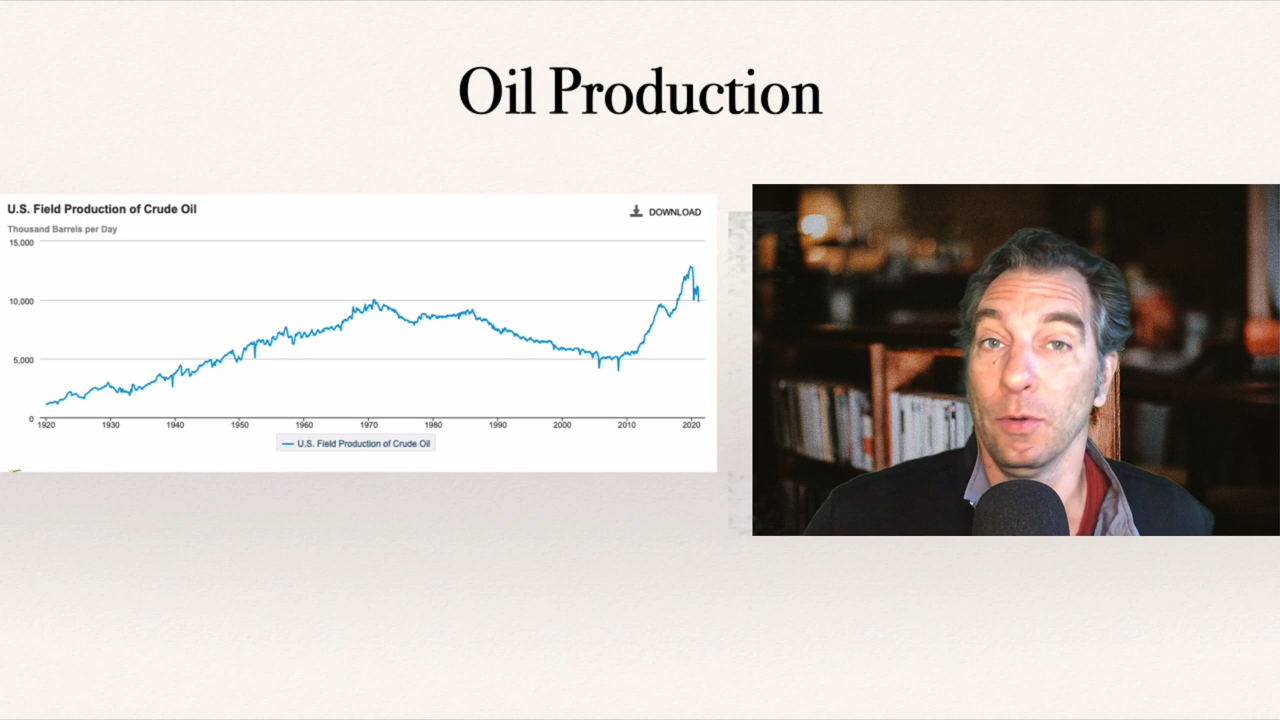 Oil Production
U.S. Field Production of Crude Oil
DOWNLOAD
Thousand Barrels per Day
15,000
10,000
5,000
0
1920 1930 1940 1950 1960 1970 1980 1990 2000 2010 2020
U.S. Field Production of Crude Oil